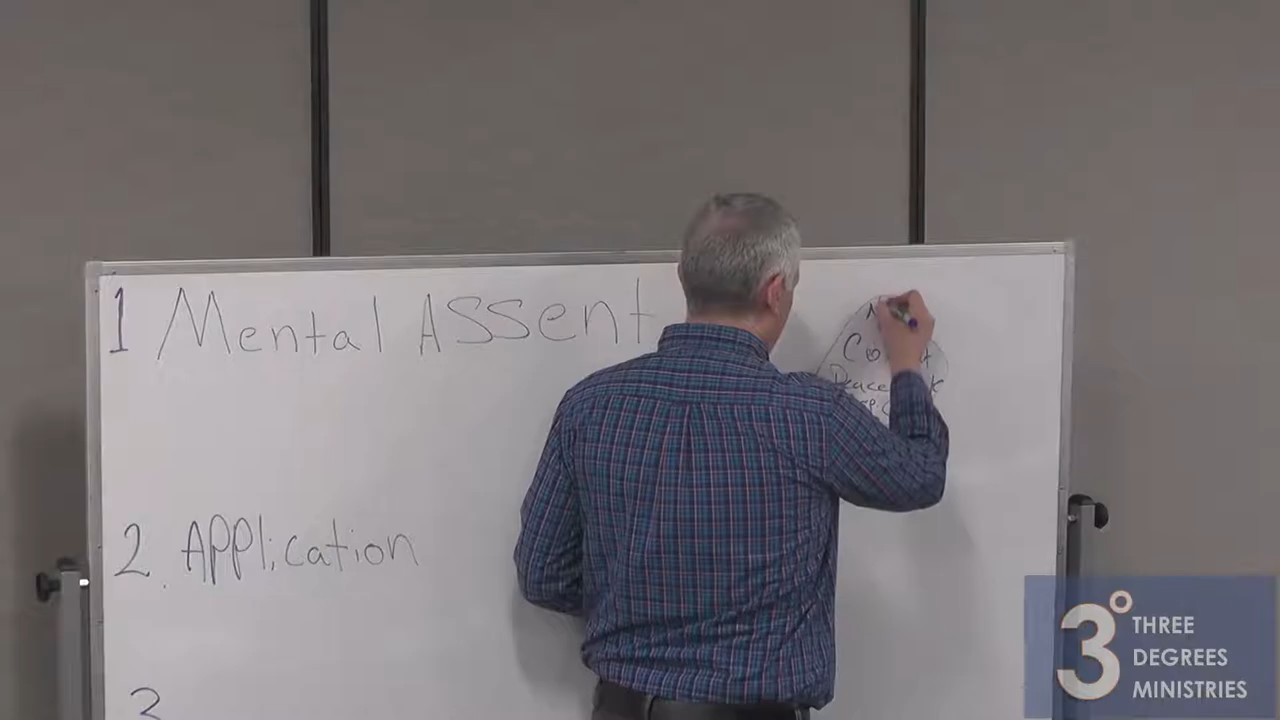 1 Mental Assent
2. Application
3
3° THREE
DEGREES
MINISTRIES